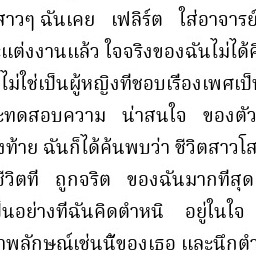 สาวๆ ฉันเคย เฟลิร์ต ใส่อาจารย์
แต่งงานแล้ว ใจจริงของฉันไม่ได้
ไม่ใช่เป็นผู้หญิงที่ชอบเรื่องเพศเป็
ทดสอบความ น่าสนใจ ของตัว
ท้าย ฉันก็ได้ค้นพบว่า ชีวิตสาวโส
ชีวิตที่ ถูกจริต ของฉันมากที่สุด
ป็นอย่างที่ฉันคิดตำหนิ อยู่ในใจ
าพลักษณ์เช่นนี้ของเธอ และนึกตำ